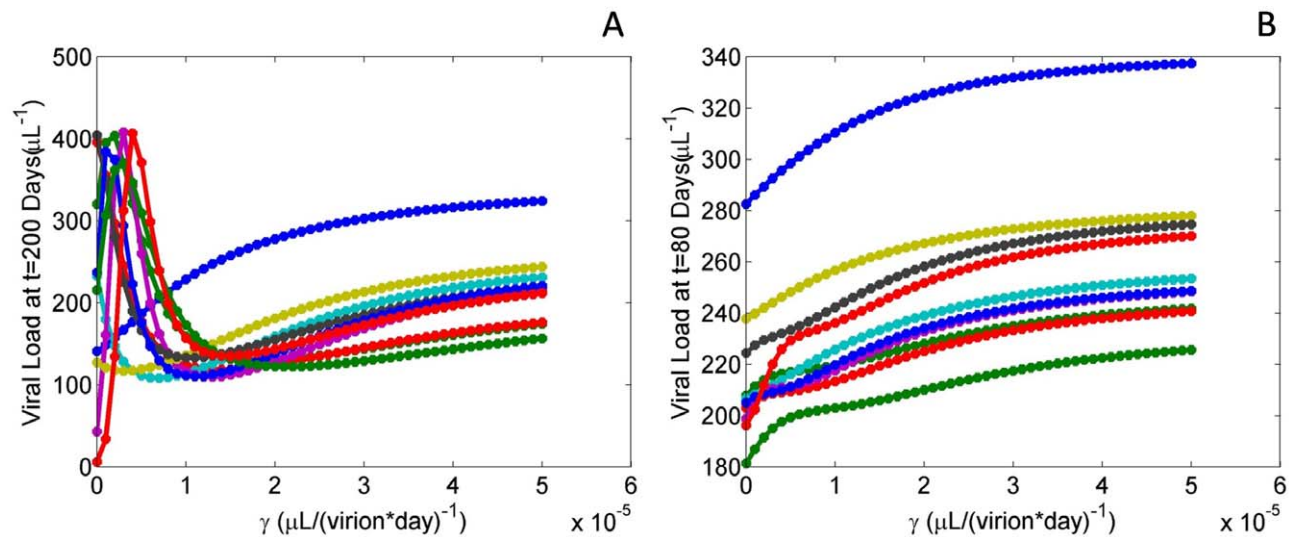 A
Viral Load at t=200 Days(μL⁻¹)
500
400
300
200
100
0
0 1 2 3 4 5 6
γ (μL/(virion*day)⁻¹
x 10⁻⁵
B
Viral Load at t=80 Days(μL⁻¹)
340
320
300
280
260
240
220
200
180
0 1 2 3 4 5 6
γ (μL/(virion*day)⁻¹
x 10⁻⁵